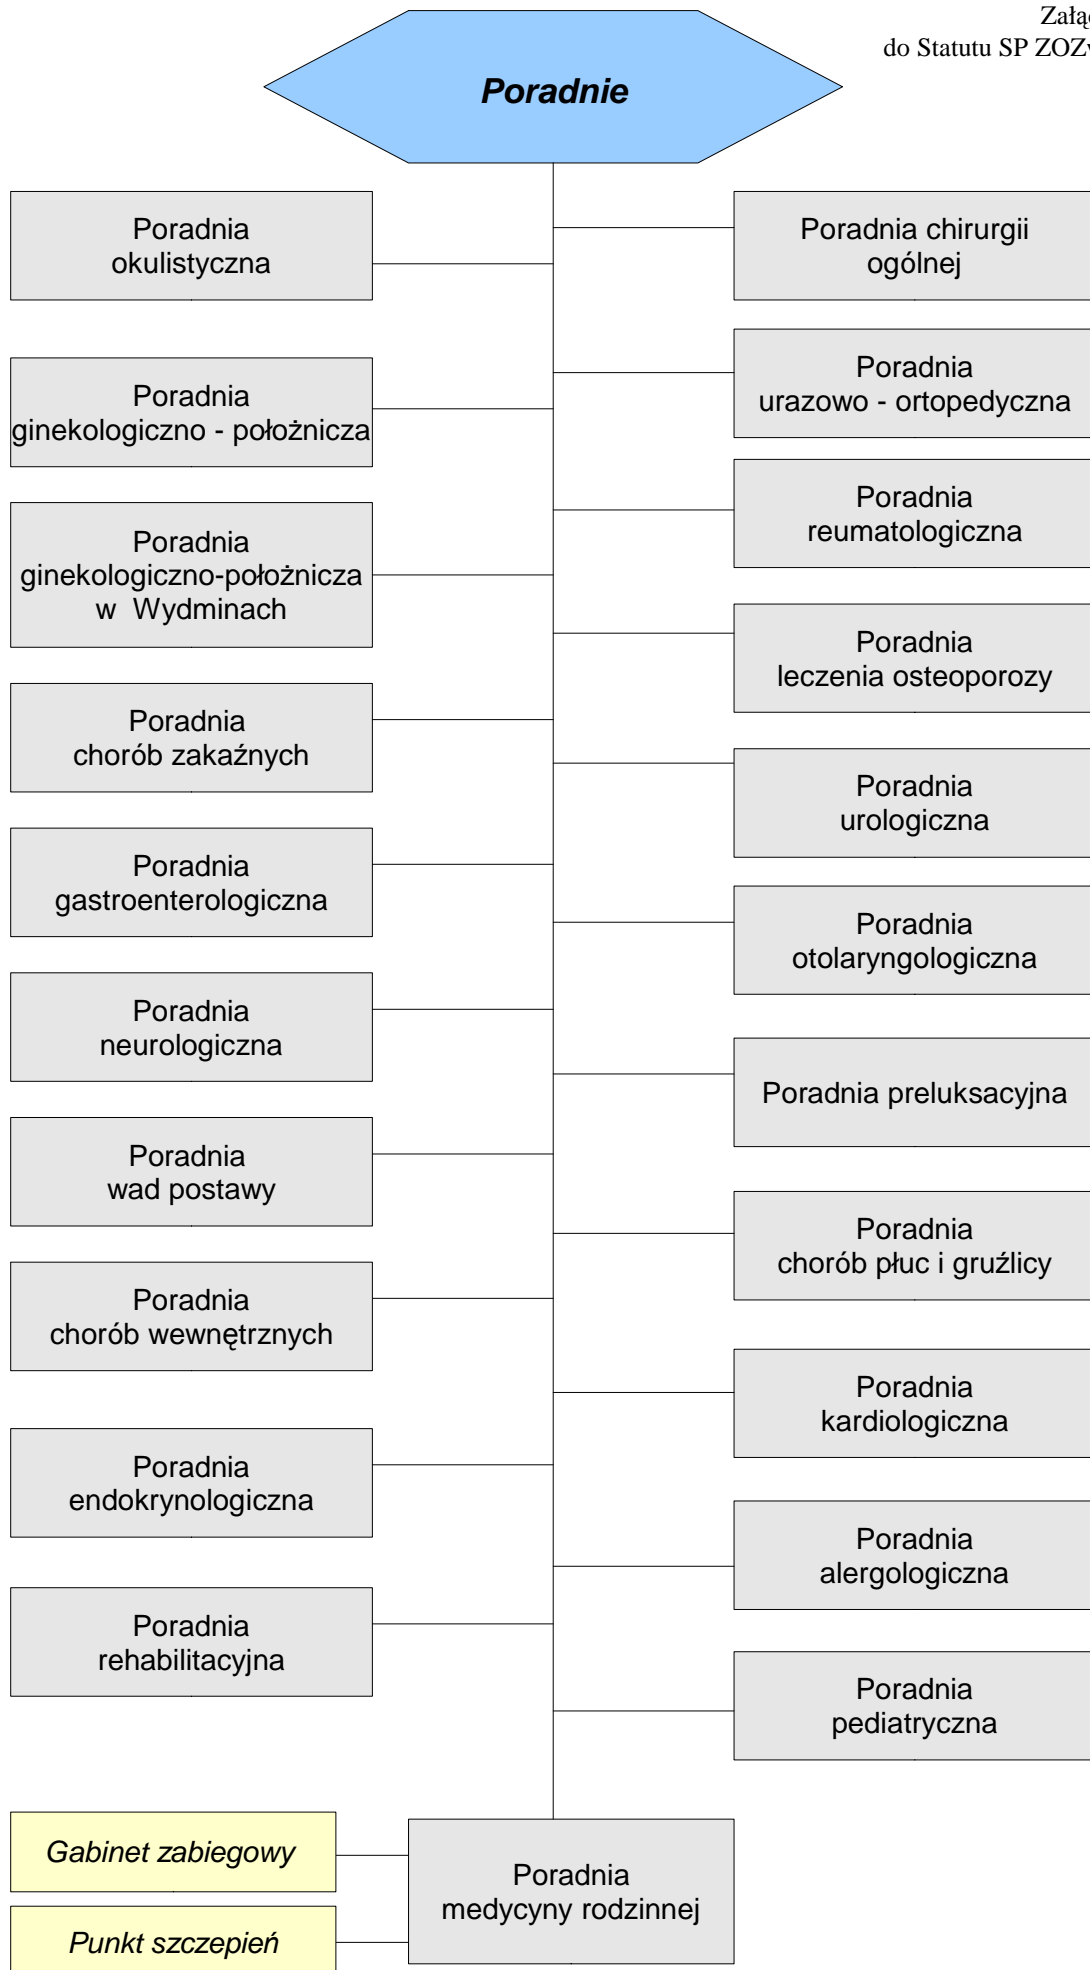 do Statutu SP ZOZ
Poradnie
Poradnia
okulistyczna
Poradnia
ginekologiczno - położnicza
Poradnia
ginekologiczno-położnicza
w Wydminach
Poradnia
chorób zakaźnych
Poradnia
gastroenterologiczna
Poradnia
neurologiczna
Poradnia
wad postawy
Poradnia
chorób wewnętrznych
Poradnia
endokrynologiczna
Poradnia
rehabilitacyjna
Poradnia chirurgii
ogólnej
Poradnia
urazowo - ortopedyczna
Poradnia
reumatologiczna
Poradnia
leczenia osteoporozy
Poradnia
urologiczna
Poradnia
otolaryngologiczna
Poradnia preluksacyjna
Poradnia
chorób płuc i gruźlicy
Poradnia
kardiologiczna
Poradnia
alergologiczna
Poradnia
pediatryczna
Gabinet zabiegowy
Punkt szczepień
Poradnia
medycyny rodzinnej